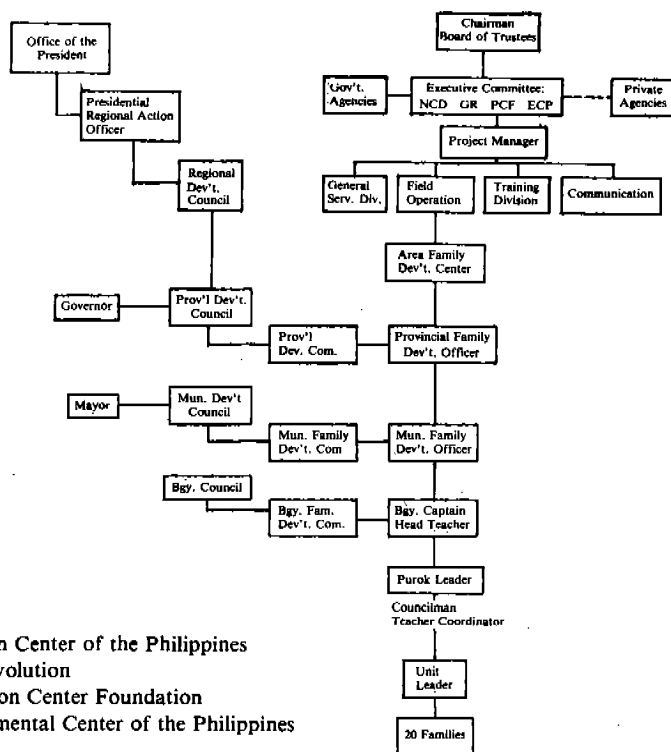 Office of the
President
Presidential
Regional Action
Officer
Regional
Dev't.
Council
Governor
Prov'l Dev't.
Council
Prov'l
Dev. Com.
Mayor
Mun. Dev't
Council
Mun. Family
Dev't. Com
Bgy. Council
Bgy. Fam.
Dev't. Com.
Chairman
Board of Trustees
Gov't.
Agencies
Executive Committee:
NCD GR PCF ECP
Private
Agencies
Project Manager
General
Serv. Div.
Field
Operation
Training
Division
Communication
Area Family
Dev't. Center
Provincial Family
Dev't. Officer
Mun. Family
Dev't. Officer
Bgy. Captain
Head Teacher
Purok Leader
Councilman
Teacher Coordinator
Unit
Leader
20 Families
Center of the Philippines
volution
on Center Foundation
mental Center of the Philippines